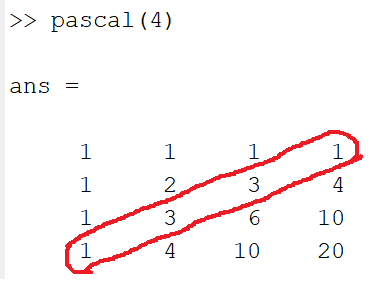 >> pascal(4)
ans =
1 1 1 1
1 2 3 4
1 3 6 10
1 4 10 20